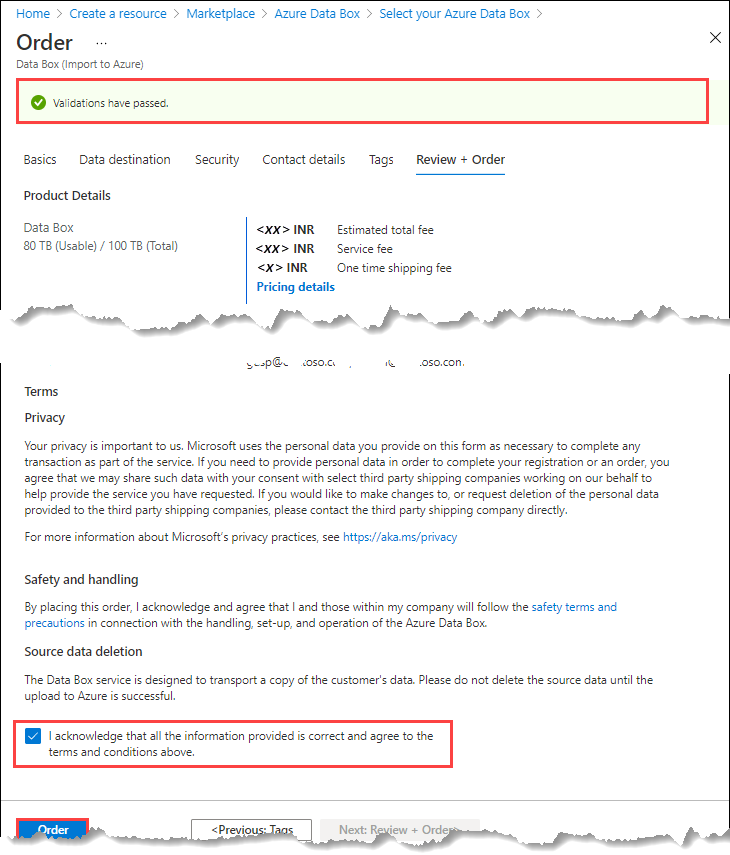 Home > Create a resource > Marketplace > Azure Data Box > Select your Azure Data Box >
Order ...
Data Box (Import to Azure)
Validations have passed.
Basics Data destination Security Contact details Tags Review + Order
Product Details
Data Box
80 TB (Usable) / 100 TB (Total)
<XX> INR Estimated total fee
<XX> INR Service fee
<X> INR One time shipping fee
Pricing details
Terms
Privacy
Your privacy is important to us. Microsoft uses the personal data you provide on this form as necessary to complete any
transaction as part of the service. If you need to provide personal data in order to complete your registration or an order, you
agree that we may share such data with your consent with select third party shipping companies working on our behalf to
help provide the service you have requested. If you would like to make changes to, or request deletion of the personal data
provided to the third party shipping companies, please contact the third party shipping company directly.
For more information about Microsoft's privacy practices, see https://aka.ms/privacy
Safety and handling
By placing this order, I acknowledge and agree that I and those within my company will follow the safety terms and
precautions in connection with the handling, set-up, and operation of the Azure Data Box.
Source data deletion
The Data Box service is designed to transport a copy of the customer's data. Please do not delete the source data until the
upload to Azure is successful.
I acknowledge that all the information provided is correct and agree to the
terms and conditions above.
Order <Previous: Tags Next: Review + Order